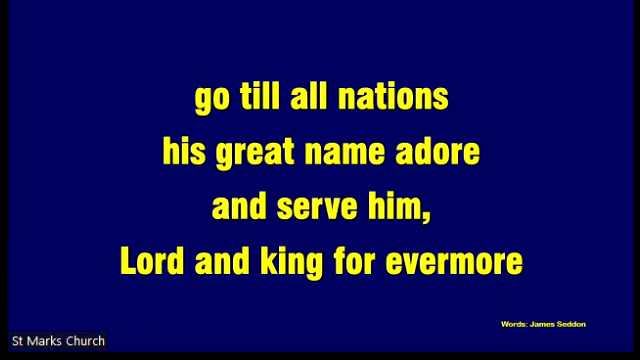 go till all nations
his great name adore
and serve him,
Lord and king for evermore
Words: James Seddon
St Marks Church